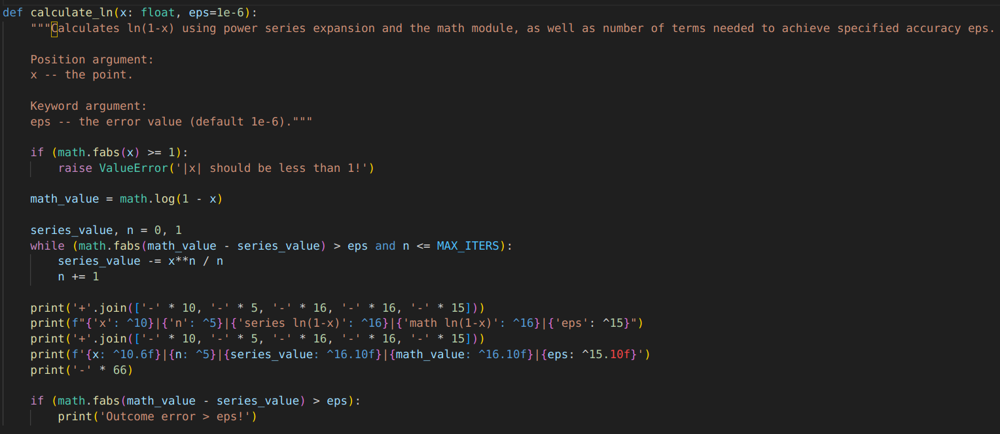 def calculate_ln(x: float, eps=1e-6):
    """Calculates ln(1-x) using power series expansion and the math module, as well as number of terms needed to achieve specified accuracy eps.

    Position argument:
    x -- the point.

    Keyword argument:
    eps -- the error value (default 1e-6)."""

    if (math.fabs(x) >= 1):
        raise ValueError('|x| should be less than 1!')

    math_value = math.log(1 - x)

    series_value, n = 0, 1
    while (math.fabs(math_value - series_value) > eps and n <= MAX_ITERS):
        series_value -= x**n / n
        n += 1

    print('+'.join(['-' * 10, '-' * 5, '-' * 16, '-' * 16, '-' * 15]))
    print(f"{'x': ^10}|{'n': ^5}|{'series ln(1-x)': ^16}|{'math ln(1-x)': ^16}|{'eps': ^15}")
    print('+'.join(['-' * 10, '-' * 5, '-' * 16, '-' * 16, '-' * 15]))
    print(f'{x: ^10.6f}|{n: ^5}|{series_value: ^16.10f}|{math_value: ^16.10f}|{eps: ^15.10f}')
    print('-' * 66)

    if (math.fabs(math_value - series_value) > eps):
        print('Outcome error > eps!')